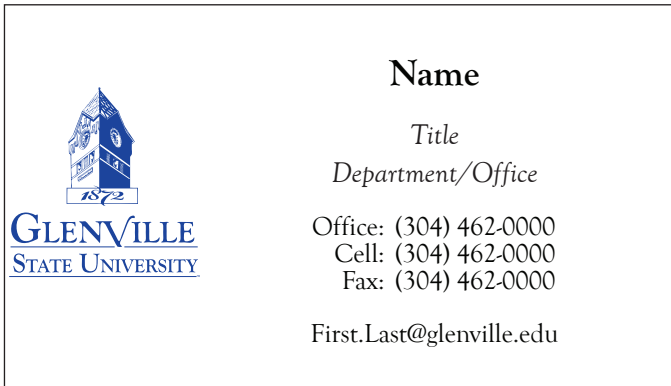 1872
GLENVILLE
STATE UNIVERSITY
Name
Title
Department/Office
Office: (304) 462-0000
Cell: (304) 462-0000
Fax: (304) 462-0000
First.Last@glenville.edu